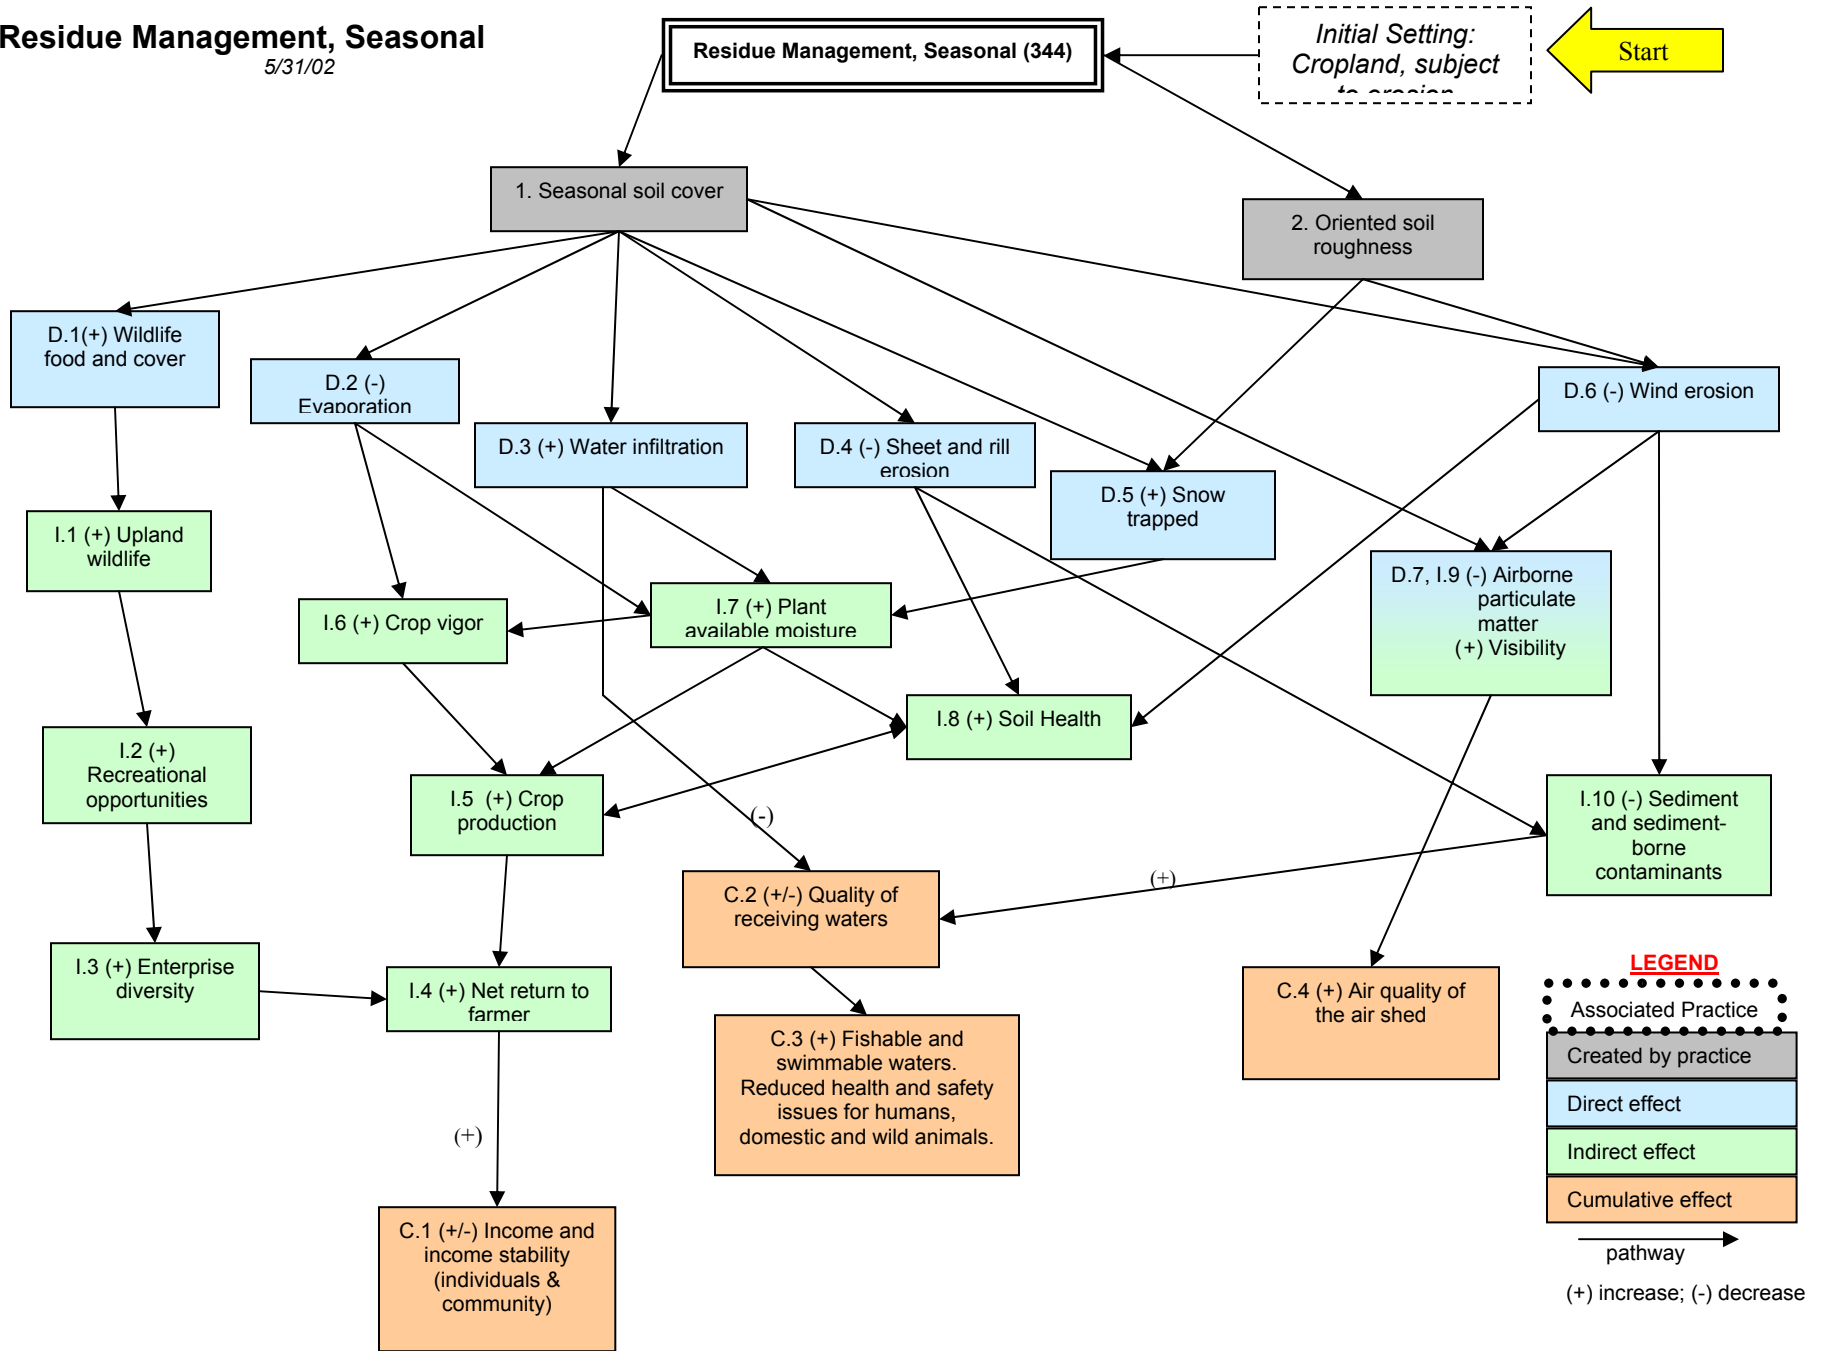 Residue Management, Seasonal
5/31/02
Residue Management, Seasonal (344)
Initial Setting:
Cropland, subject
to erosion
Start
1. Seasonal soil cover
2. Oriented soil
roughness
D.1(+) Wildlife
food and cover
D.2 (-)
Evaporation
D.3 (+) Water infiltration
D.4 (-) Sheet and rill
erosion
D.5 (+) Snow
trapped
D.6 (-) Wind erosion
I.1 (+) Upland
wildlife
I.6 (+) Crop vigor
I.7 (+) Plant
available moisture
D.7, I.9 (-) Airborne
particulate
matter
(+) Visibility
I.8 (+) Soil Health
I.2 (+)
Recreational
opportunities
I.5 (+) Crop
production
(-)
I.10 (-) Sediment
and sediment-
borne
contaminants
(+)
C.2 (+/-) Quality of
receiving waters
I.3 (+) Enterprise
diversity
I.4 (+) Net return to
farmer
C.4 (+) Air quality of
the air shed
C.3 (+) Fishable and
swimmable waters.
Reduced health and safety
issues for humans,
domestic and wild animals.
(+)
C.1 (+/-) Income and
income stability
(individuals &
community)
LEGEND
Associated Practice
Created by practice
Direct effect
Indirect effect
Cumulative effect
pathway
(+) increase; (-) decrease